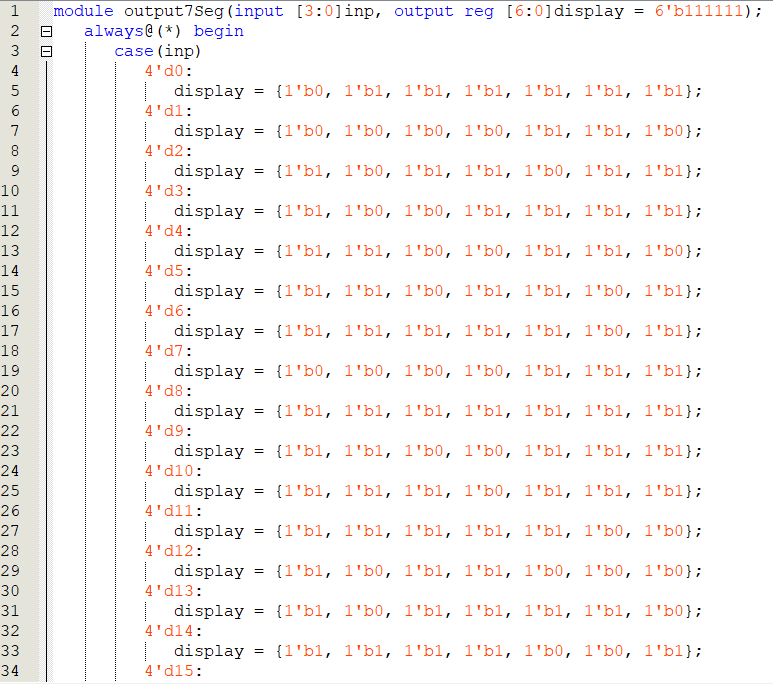 1 module output7Seg(input [3:0]inp, output reg [6:0]display = 6'b111111);
2 always@(*) begin
3 case(inp)
4 4'd0:
5 display = {1'b0, 1'b1, 1'b1, 1'b1, 1'b1, 1'b1, 1'b1};
6 4'd1:
7 display = {1'b0, 1'b0, 1'b0, 1'b0, 1'b1, 1'b1, 1'b0};
8 4'd2:
9 display = {1'b1, 1'b0, 1'b1, 1'b1, 1'b0, 1'b1, 1'b1};
10 4'd3:
11 display = {1'b1, 1'b0, 1'b0, 1'b1, 1'b1, 1'b1, 1'b1};
12 4'd4:
13 display = {1'b1, 1'b1, 1'b0, 1'b0, 1'b1, 1'b1, 1'b0};
14 4'd5:
15 display = {1'b1, 1'b1, 1'b0, 1'b1, 1'b1, 1'b0, 1'b1};
16 4'd6:
17 display = {1'b1, 1'b1, 1'b1, 1'b1, 1'b1, 1'b0, 1'b1};
18 4'd7:
19 display = {1'b0, 1'b0, 1'b0, 1'b0, 1'b1, 1'b1, 1'b1};
20 4'd8:
21 display = {1'b1, 1'b1, 1'b1, 1'b1, 1'b1, 1'b1, 1'b1};
22 4'd9:
23 display = {1'b1, 1'b1, 1'b0, 1'b0, 1'b1, 1'b1, 1'b1};
24 4'd10:
25 display = {1'b1, 1'b1, 1'b1, 1'b0, 1'b1, 1'b1, 1'b1};
26 4'd11:
27 display = {1'b1, 1'b1, 1'b1, 1'b1, 1'b1, 1'b0, 1'b0};
28 4'd12:
29 display = {1'b1, 1'b0, 1'b1, 1'b1, 1'b0, 1'b0, 1'b0};
30 4'd13:
31 display = {1'b1, 1'b0, 1'b1, 1'b1, 1'b1, 1'b1, 1'b0};
32 4'd14:
33 display = {1'b1, 1'b1, 1'b1, 1'b1, 1'b0, 1'b0, 1'b1};
34 4'd15: